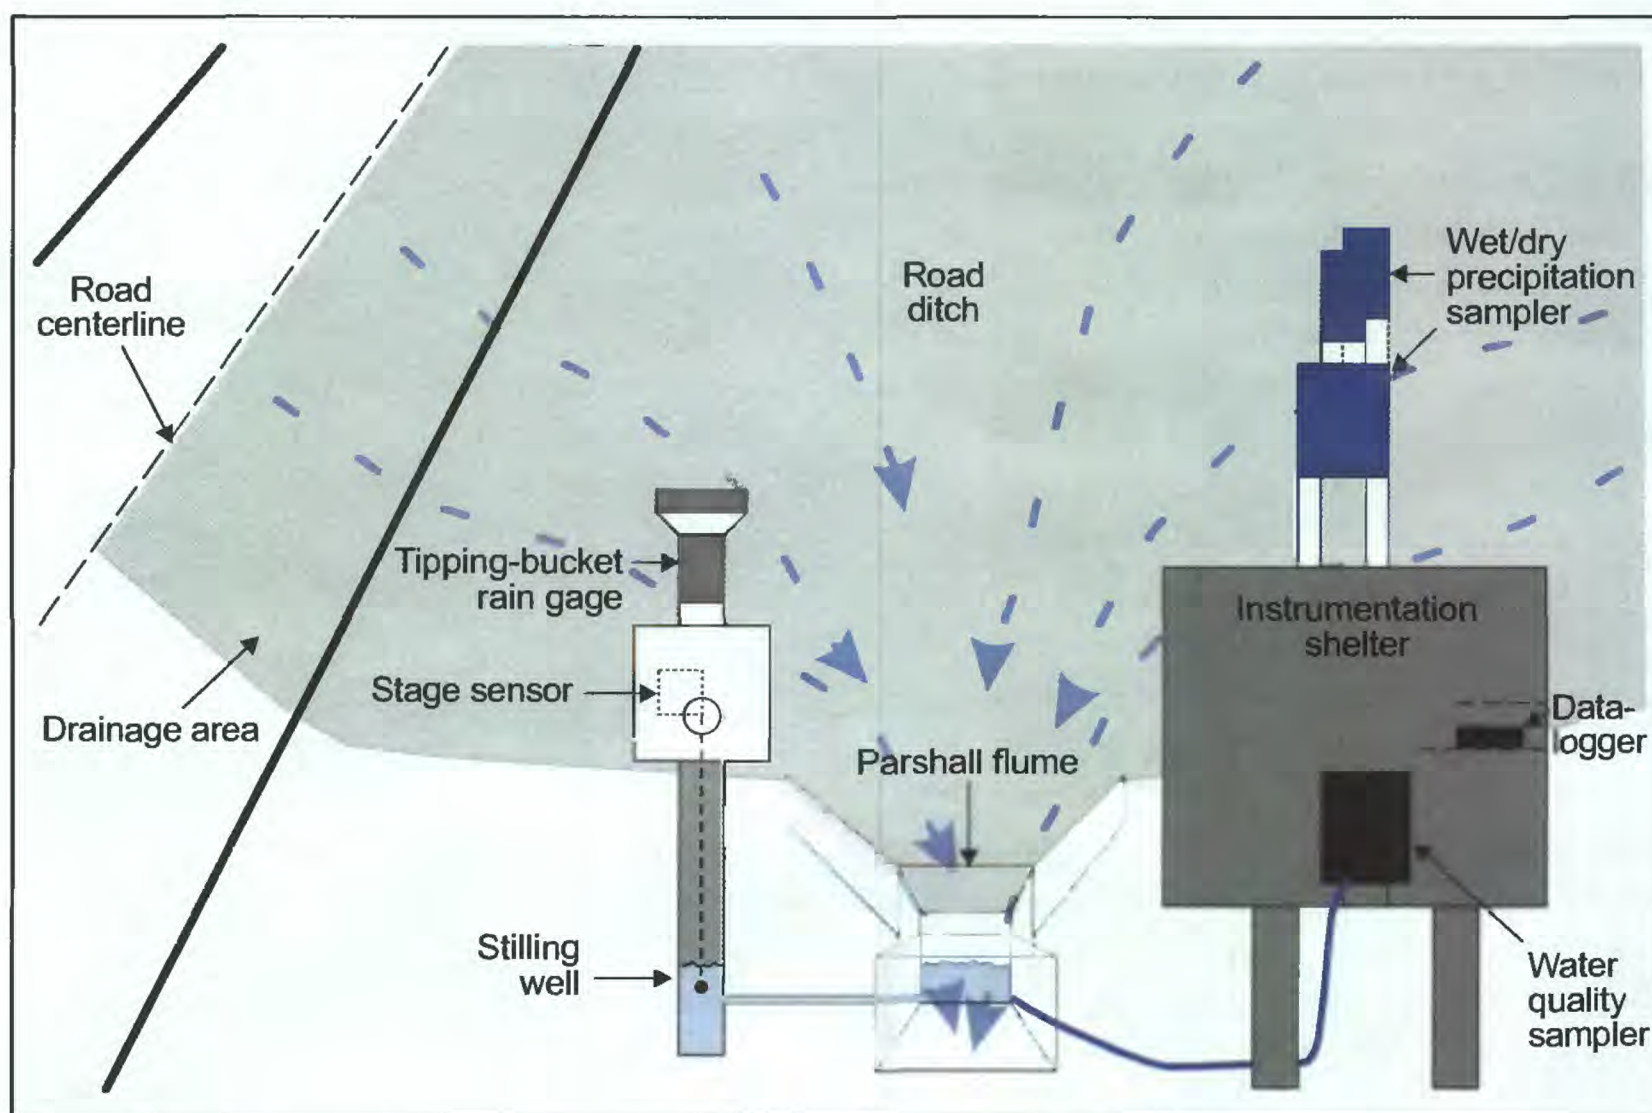 Road
centerline
Road
ditch
Wet/dry
precipitation
sampler
Tipping-bucket
rain gage
Instrumentation
shelter
Stage sensor
Drainage area
Data-
logger
Parshall flume
Stilling
well
Water
quality
sampler